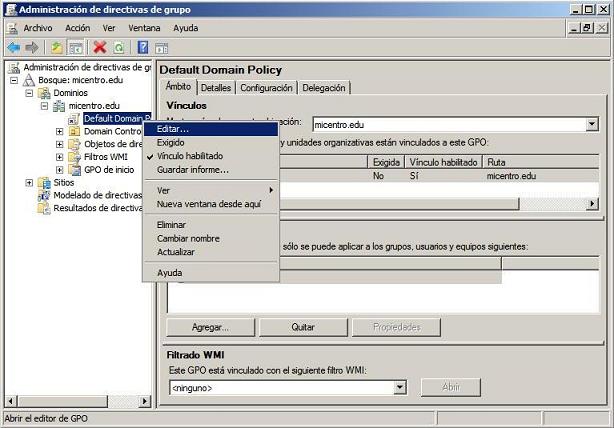 Administración de directivas de grupo
Archivo Acción Ver Ventana Ayuda
Administración de directivas de gr
Bosque: micentro.edu
Dominios
micentro.edu
Default Domain P
Domain Contro
Objetos de direc
Filtros WMI
GPO de inicio
Sitios
Modelado de directivas
Resultados de directiva
Editar...
Exigido
Vínculo habilitado
Guardar informe...
Ver
Nueva ventana desde aquí
Eliminar
Cambiar nombre
Actualizar
Ayuda
Default Domain Policy
Ámbito Detalles Configuración Delegación
Vínculos
micentro.edu
y unidades organizativas están vinculados a este GPO:
Exigida Vínculo habilitado Ruta
No Sí micentro.edu
sólo se puede aplicar a los grupos, usuarios y equipos siguientes:
Agregar... Quitar Propiedades
Filtrado WMI
Este GPO está vinculado con el siguiente filtro WMI:
<ninguno> Abrir
Abrir el editor de GPO